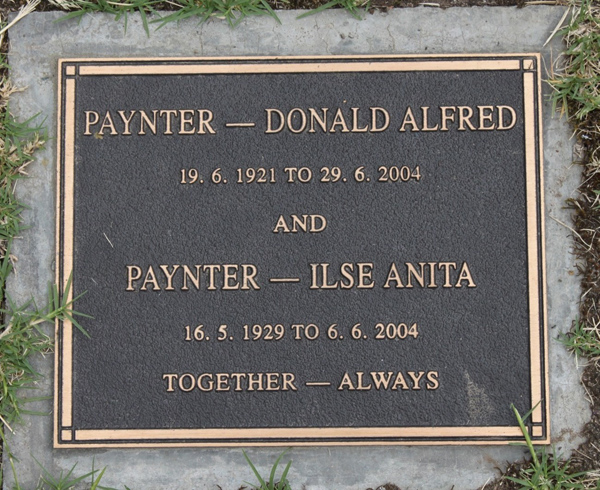 PAYNTER — DONALD ALFRED
19. 6. 1921 TO 29. 6. 2004
AND
PAYNTER — ILSE ANITA
16. 5. 1929 TO 6. 6. 2004
TOGETHER — ALWAYS